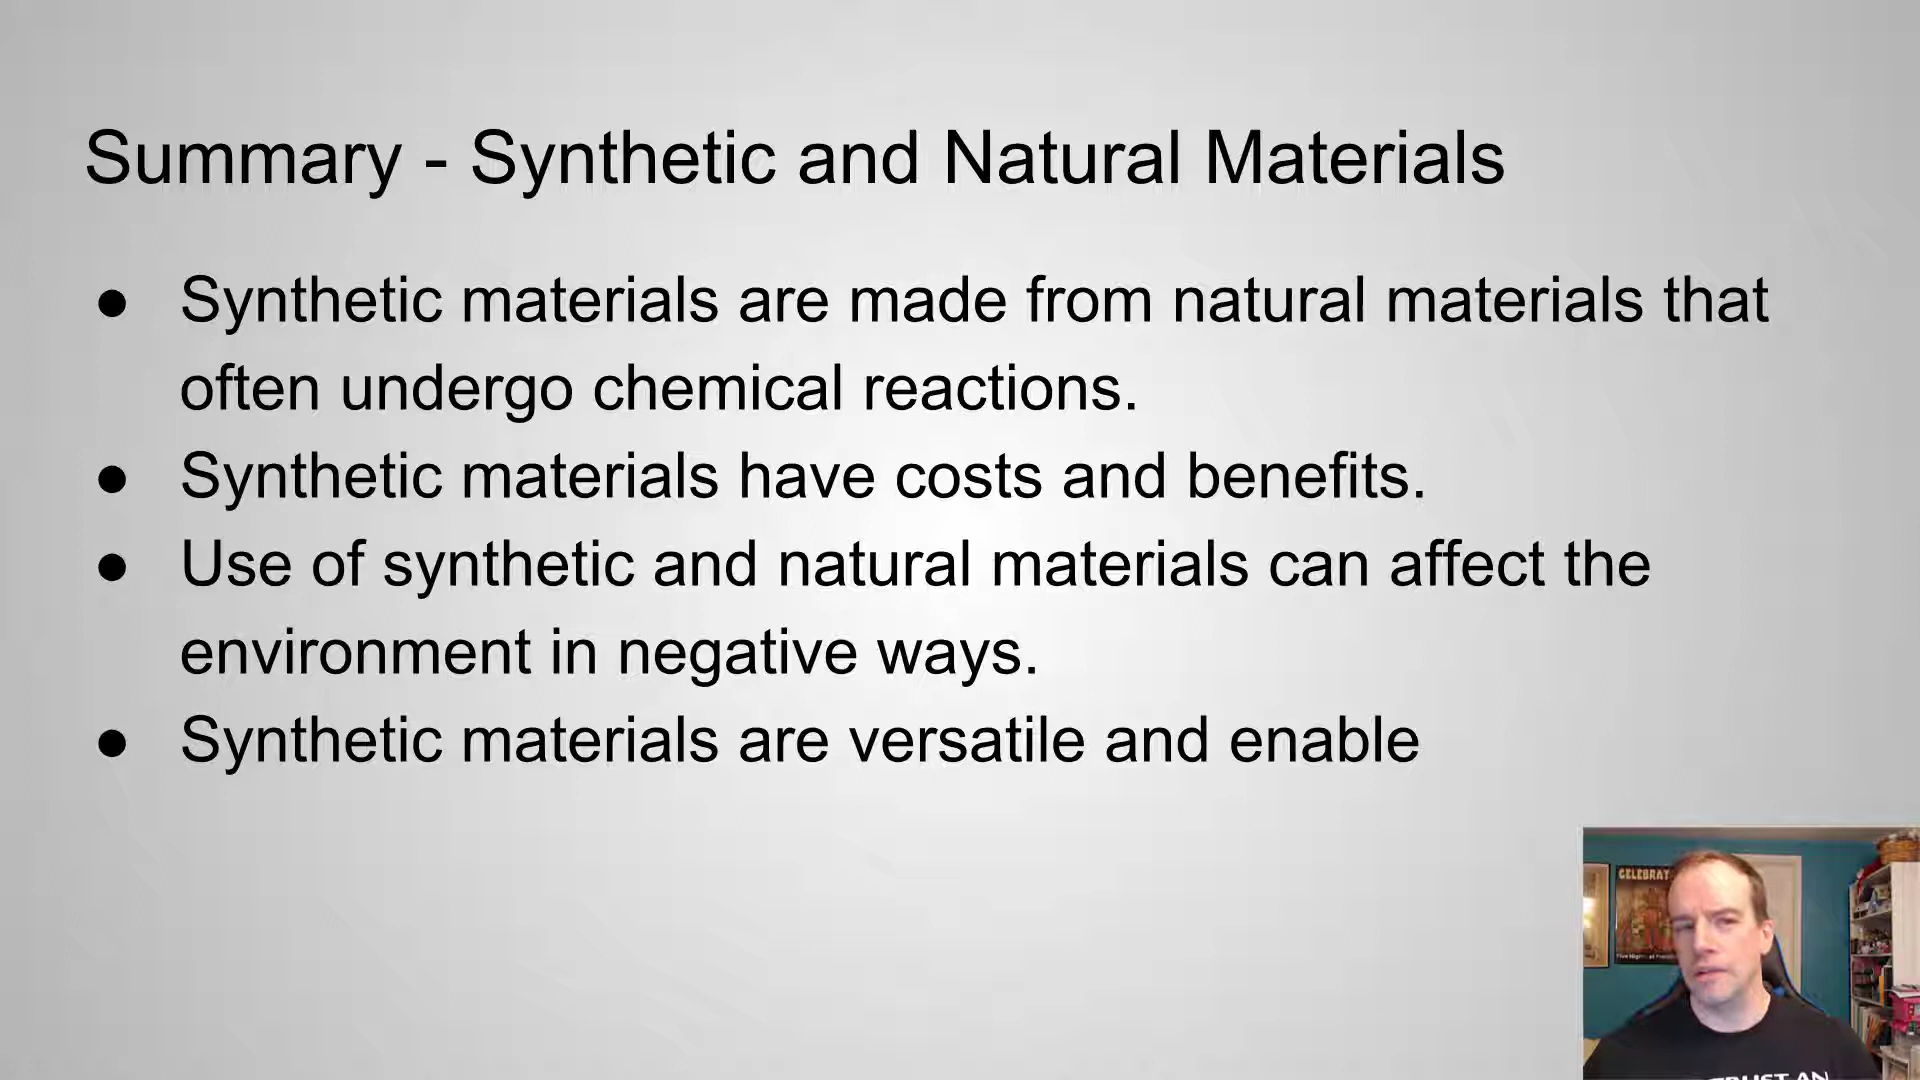 Summary - Synthetic and Natural Materials
● Synthetic materials are made from natural materials that
often undergo chemical reactions.
● Synthetic materials have costs and benefits.
● Use of synthetic and natural materials can affect the
environment in negative ways.
● Synthetic materials are versatile and enable
CELEBRAT